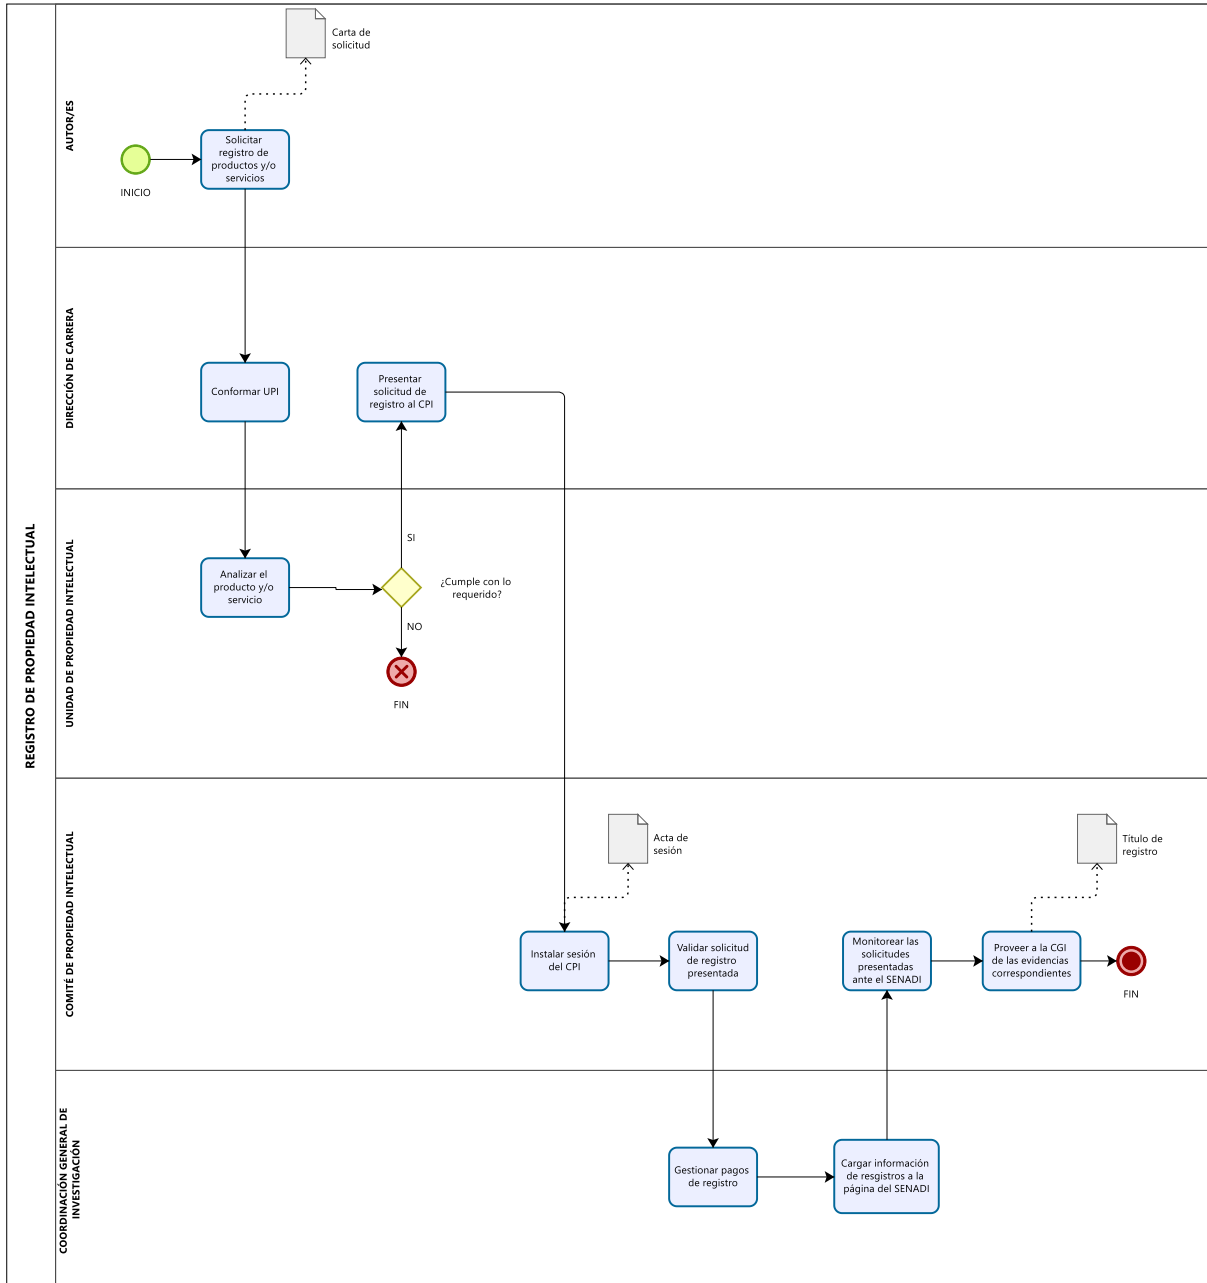 REGISTRO DE PROPIEDAD INTELECTUAL
AUTOR/ES
Carta de
solicitud
Solicitar
registro de
productos y/o
servicios
INICIO
DIRECCIÓN DE CARRERA
Conformar UPI
Presentar
solicitud de
registro al CPI
UNIDAD DE PROPIEDAD INTELECTUAL
SI
Analizar el
producto y/o
servicio
¿Cumple con lo
requerido?
NO
FIN
COMITÉ DE PROPIEDAD INTELECTUAL
Acta de
sesión
Título de
registro
Instalar sesión
del CPI
Validar solicitud
de registro
presentada
Monitorear las
solicitudes
presentadas
ante el SENADI
Proveer a la CGI
de las evidencias
correspondientes
FIN
COORDINACIÓN GENERAL DE
INVESTIGACIÓN
Gestionar pagos
de registro
Cargar información
de resgistros a la
página del SENADI